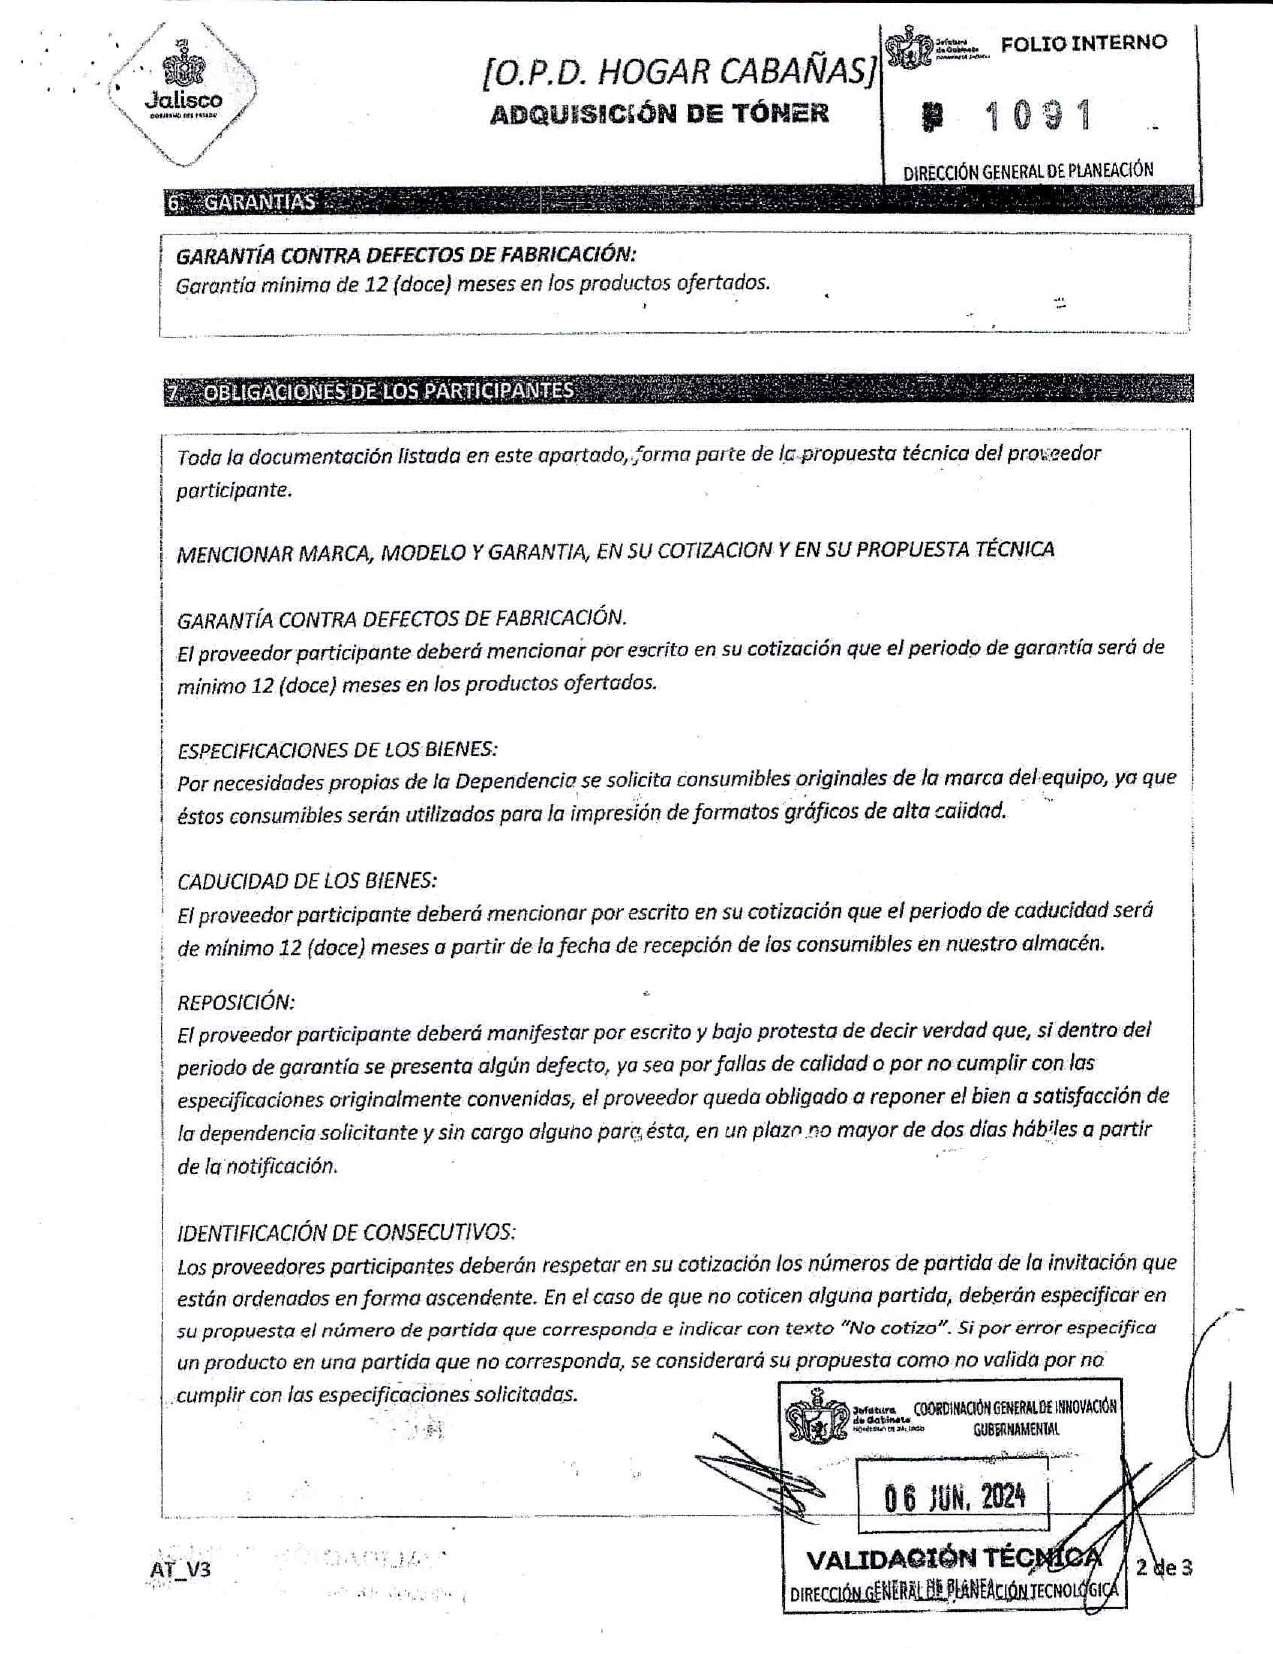 Jalisco
GOBIERNO DEL ESTADO
[O.P.D. HOGAR CABAÑAS]
ADQUISICIÓN DE TÓNER
Jefatura
de Gabinete
FOLIO INTERNO
1091
DIRECCIÓN GENERAL DE PLANEACIÓN
6. GARANTIAS
GARANTÍA CONTRA DEFECTOS DE FABRICACIÓN:
Garantía mínima de 12 (doce) meses en los productos ofertados.
7. OBLIGACIONES DE LOS PARTICIPANTES
Toda la documentación listada en este apartado, forma parte de la propuesta técnica del proveedor
participante.
MENCIONAR MARCA, MODELO Y GARANTIA, EN SU COTIZACION Y EN SU PROPUESTA TÉCNICA
GARANTÍA CONTRA DEFECTOS DE FABRICACIÓN.
El proveedor participante deberá mencionar por escrito en su cotización que el periodo de garantía será de
mínimo 12 (doce) meses en los productos ofertados.
ESPECIFICACIONES DE LOS BIENES:
Por necesidades propias de la Dependencia se solicita consumibles originales de la marca del equipo, ya que
éstos consumibles serán utilizados para la impresión de formatos gráficos de alta calidad.
CADUCIDAD DE LOS BIENES:
El proveedor participante deberá mencionar por escrito en su cotización que el periodo de caducidad será
de mínimo 12 (doce) meses a partir de la fecha de recepción de los consumibles en nuestro almacén.
REPOSICIÓN:
El proveedor participante deberá manifestar por escrito y bajo protesta de decir verdad que, si dentro del
periodo de garantía se presenta algún defecto, ya sea por fallas de calidad o por no cumplir con las
especificaciones originalmente convenidas, el proveedor queda obligado a reponer el bien a satisfacción de
la dependencia solicitante y sin cargo alguno para ésta, en un plazo no mayor de dos días hábiles a partir
de la notificación.
IDENTIFICACIÓN DE CONSECUTIVOS:
Los proveedores participantes deberán respetar en su cotización los números de partida de la invitación que
están ordenados en forma ascendente. En el caso de que no coticen alguna partida, deberán especificar en
su propuesta el número de partida que corresponda e indicar con texto "No cotizo". Si por error especifica
un producto en una partida que no corresponda, se considerará su propuesta como no valida por no
cumplir con las especificaciones solicitadas.
Jefatura
de Gabinete
COORDINACIÓN GENERAL DE INNOVACIÓN
GUBERNAMENTAL
06 JUN. 2024
VALIDACIÓN TÉCNICA
DIRECCIÓN GENERAL DE PLANEACIÓN TECNOLÓGICA
AT_V3
2 de 3